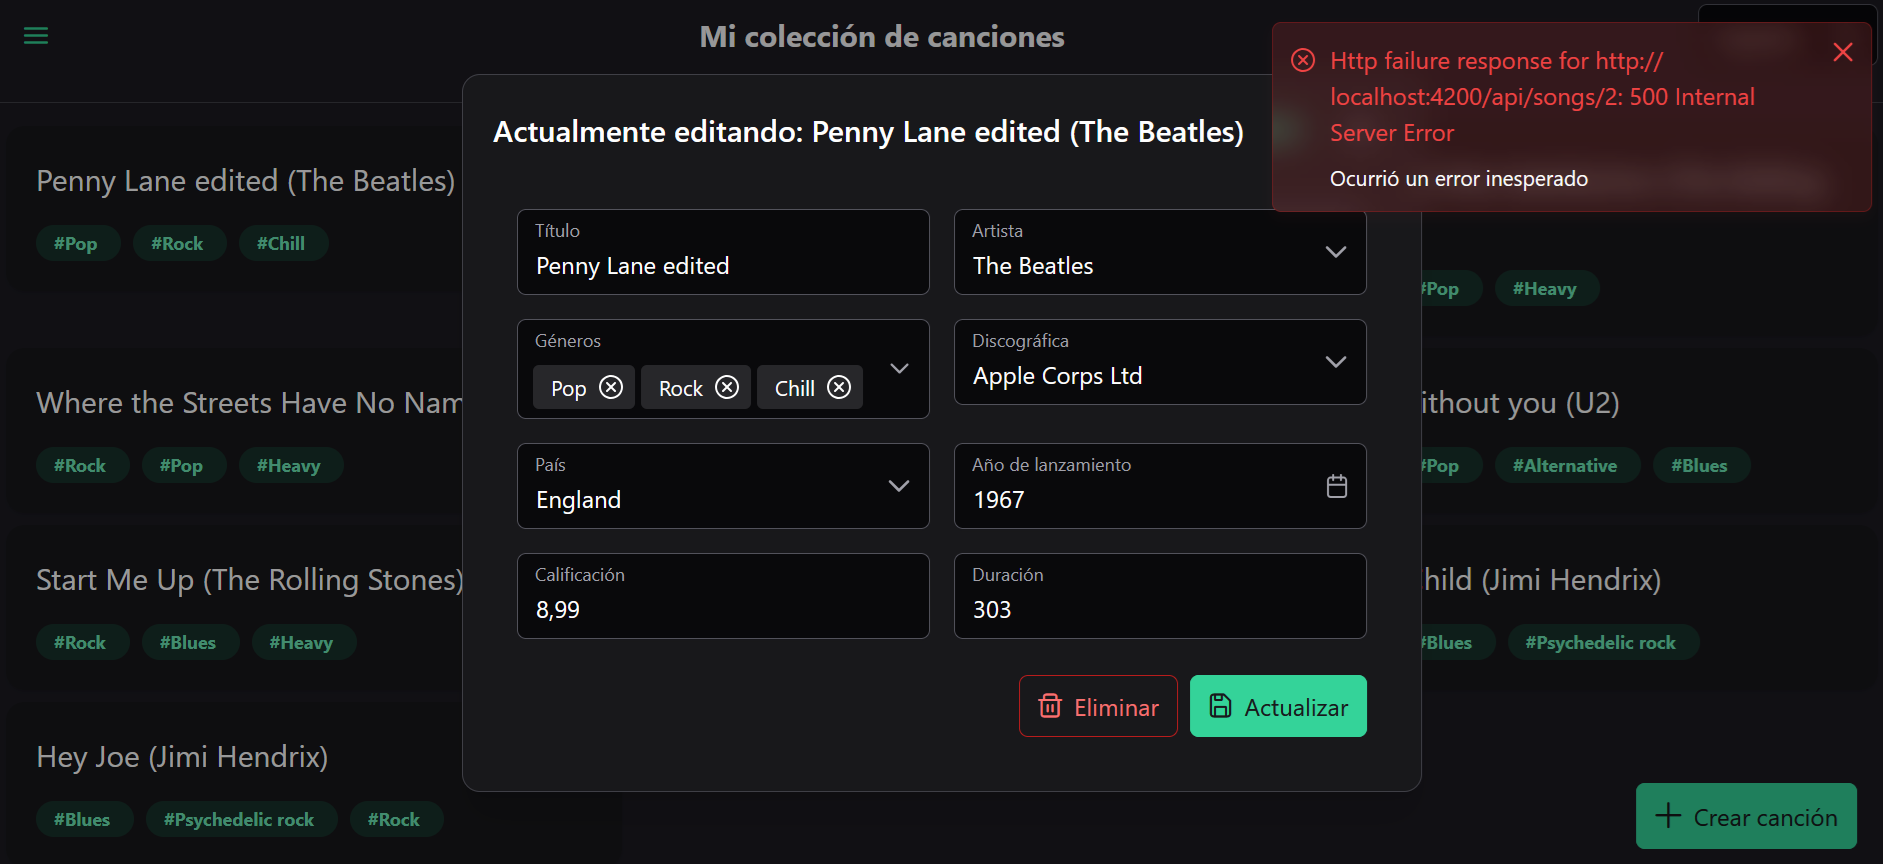 Mi colección de canciones
Http failure response for http://
localhost:4200/api/songs/2: 500 Internal
Server Error
Ocurrió un error inesperado
Actualmente editando: Penny Lane edited (The Beatles)
Título
Penny Lane edited
Artista
The Beatles
Géneros
Pop
Rock
Chill
Discográfica
Apple Corps Ltd
País
England
Año de lanzamiento
1967
Calificación
8,99
Duración
303
Eliminar
Actualizar
Penny Lane edited (The Beatles)
#Pop #Rock #Chill
#Pop #Heavy
Where the Streets Have No Nam
#Rock #Pop #Heavy
ithout you (U2)
#Pop #Alternative #Blues
Start Me Up (The Rolling Stones)
#Rock #Blues #Heavy
hild (Jimi Hendrix)
#Blues #Psychedelic rock
Hey Joe (Jimi Hendrix)
#Blues #Psychedelic rock #Rock
Crear canción